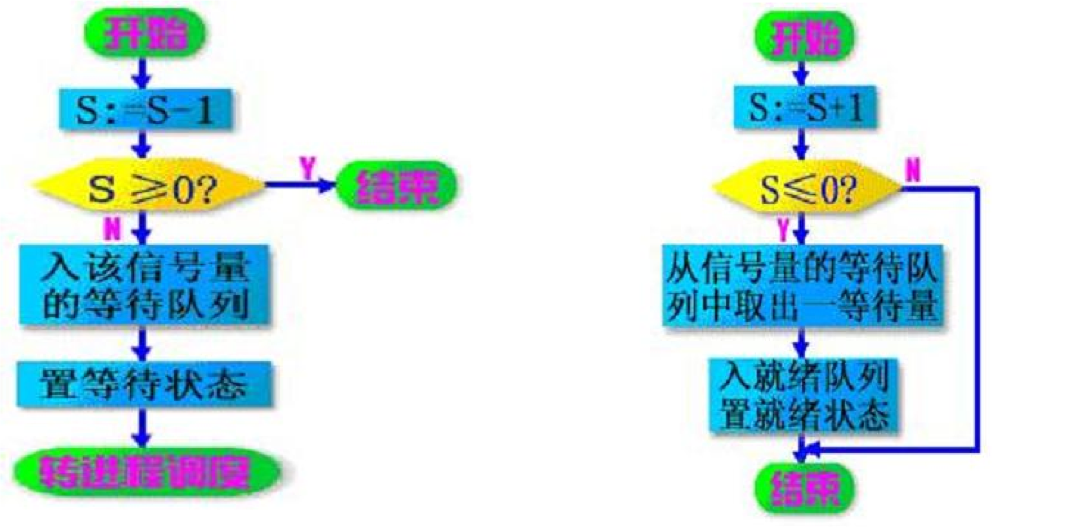 开始
S:=S-1
S≥0?
Y
结束
N
入该信号量
的等待队列
置等待状态
转进程调度
开始
S:=S+1
S≤0?
N
Y
从信号量的等待队
列中取出一等待量
入就绪队列
置就绪状态
结束